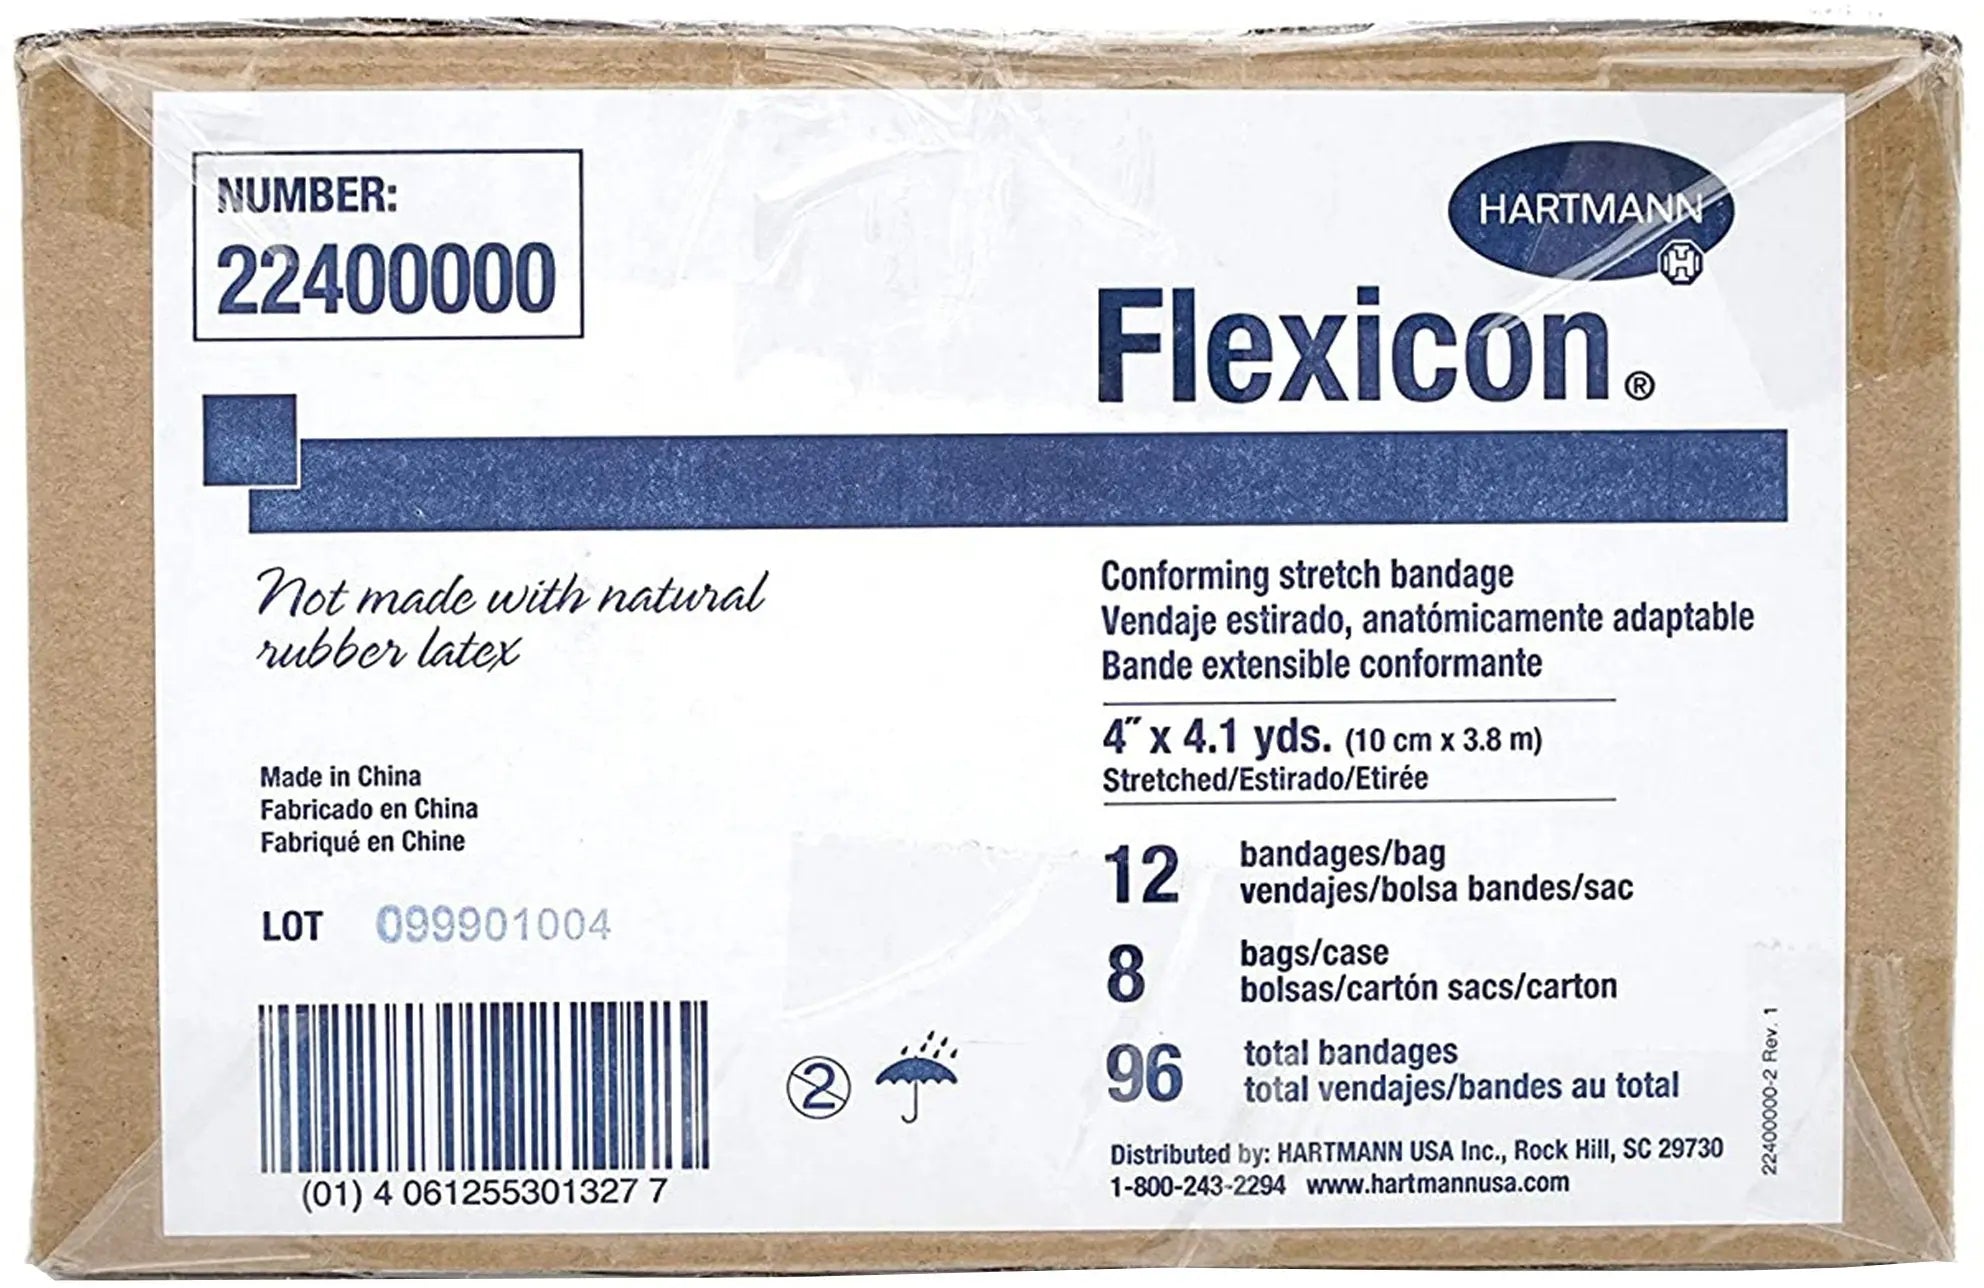 NUMBER:
22400000
HARTMANN
Flexicon®
Not made with natural
rubber latex
Made in China
Fabricado en China
Fabriqué en Chine
LOT 099901004
(01) 4 061255301327 7
2
Conforming stretch bandage
Vendaje estirado, anatómicamente adaptable
Bande extensible conformante
4" x 4.1 yds. (10 cm x 3.8 m)
Stretched/Estirado/Etirée
12 bandages/bag
vendajes/bolsa bandes/sac
8 bags/case
bolsas/cartón sacs/carton
96 total bandages
total vendajes/bandes au total
Distributed by: HARTMANN USA Inc., Rock Hill, SC 29730
1-800-243-2294 www.hartmannusa.com
22400000-2 Rev. 1